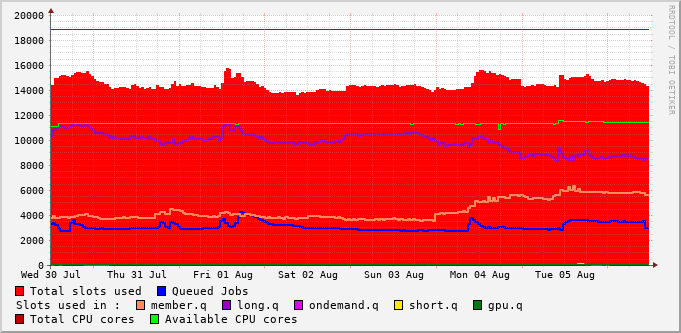 20000
18000
16000
14000
12000
10000
8000
6000
4000
2000
0
Wed 30 Jul Thu 31 Jul Fri 01 Aug Sat 02 Aug Sun 03 Aug Mon 04 Aug Tue 05 Aug
Total slots used Queued Jobs
Slots used in : member.q long.q ondemand.q short.q gpu.q
Total CPU cores Available CPU cores
RRDTOOL / TOBI OETIKER